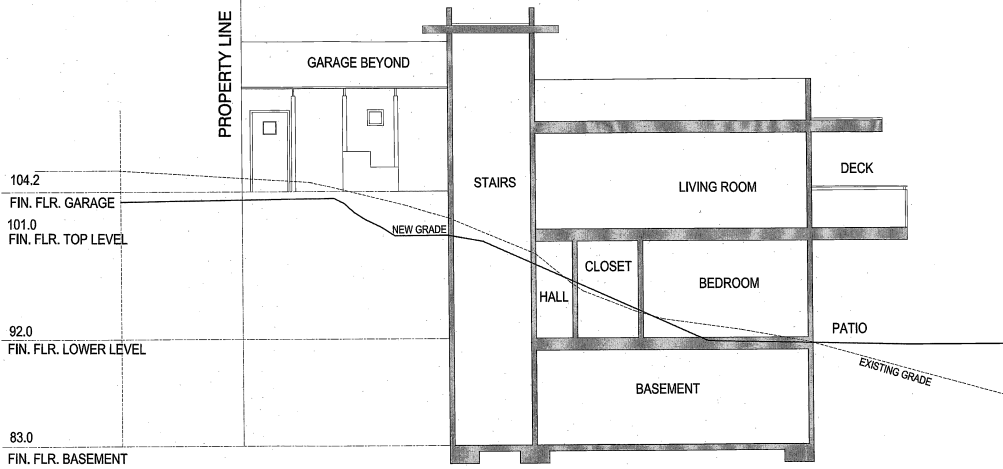 PROPERTY LINE
GARAGE BEYOND
104.2
FIN. FLR. GARAGE
101.0
FIN. FLR. TOP LEVEL
NEW GRADE
STAIRS
LIVING ROOM
DECK
HALL
CLOSET
BEDROOM
92.0
FIN. FLR. LOWER LEVEL
PATIO
EXISTING GRADE
BASEMENT
83.0
FIN. FLR. BASEMENT